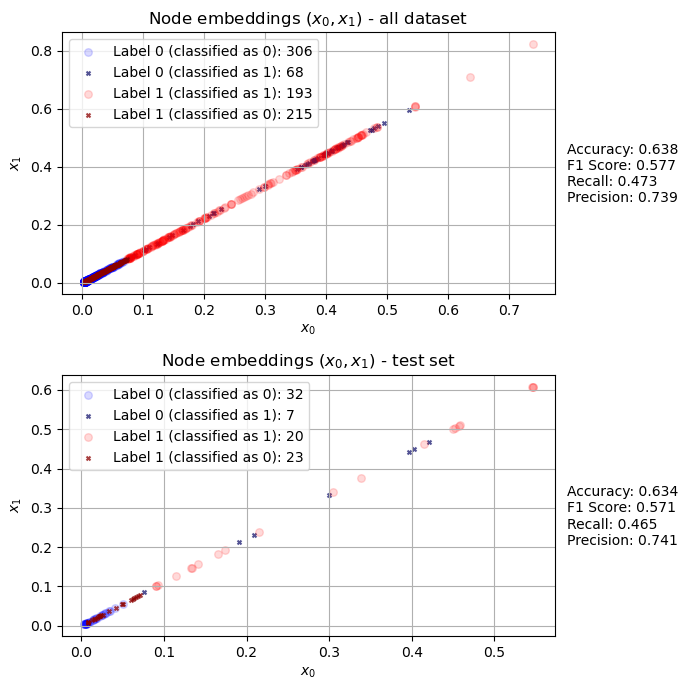 Node embeddings (x₀, x₁) - all dataset
Label 0 (classified as 0): 306
Label 0 (classified as 1): 68
Label 1 (classified as 1): 193
Label 1 (classified as 0): 215
0.8
0.6
0.4
0.2
0.0
x₁
0.0 0.1 0.2 0.3 0.4 0.5 0.6 0.7
x₀
Accuracy: 0.638
F1 Score: 0.577
Recall: 0.473
Precision: 0.739
Node embeddings (x₀, x₁) - test set
Label 0 (classified as 0): 32
Label 0 (classified as 1): 7
Label 1 (classified as 1): 20
Label 1 (classified as 0): 23
0.6
0.5
0.4
0.3
0.2
0.1
0.0
x₁
0.0 0.1 0.2 0.3 0.4 0.5
x₀
Accuracy: 0.634
F1 Score: 0.571
Recall: 0.465
Precision: 0.741